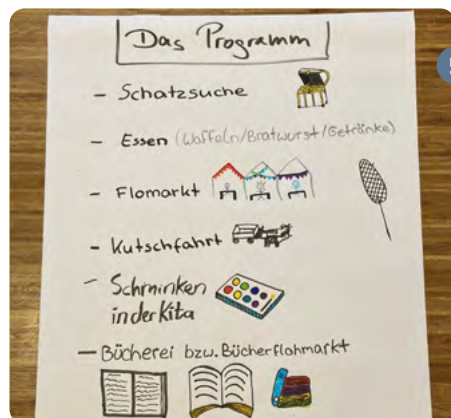 Das Programm
- Schatzsuche
- Essen (Waffeln/Bratwurst/Getränke)
- Flomarkt
- Kutschfahrt
- Schminken
in der Kita
- Bücherei bzw. Bücherflohmarkt